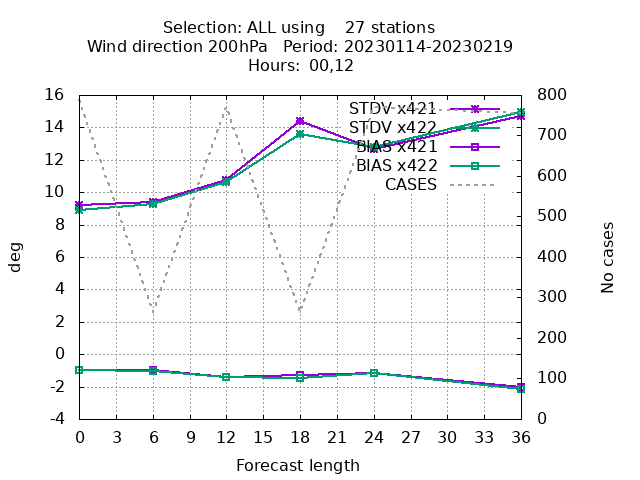 Selection: ALL using    27 stations
Wind direction 200hPa   Period: 20230114-20230219
Hours: 00,12
16
14
12
10
8
6
4
2
0
-2
-4
deg
800
700
600
500
400
300
200
100
0
No cases
STDV x421
STDV x422
BIAS x421
BIAS x422
CASES
0 3 6 9 12 15 18 21 24 27 30 33 36
Forecast length